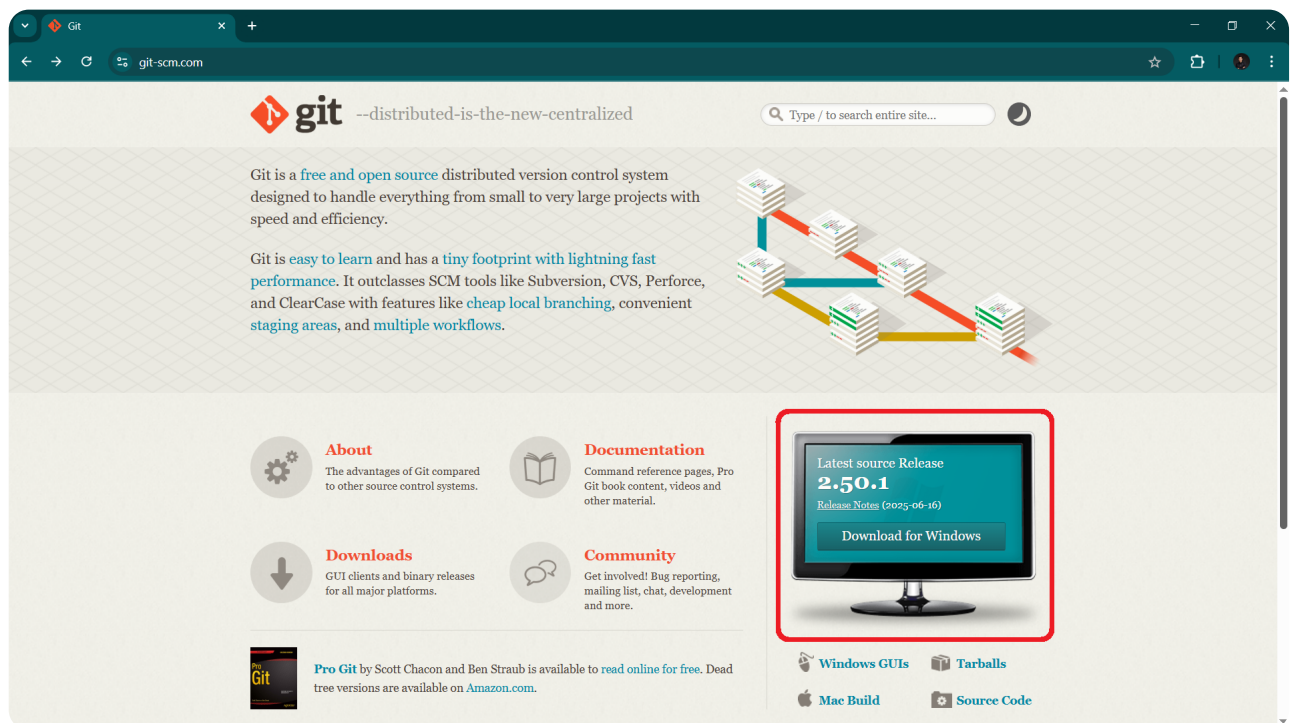 Git
git-scm.com
git --distributed-is-the-new-centralized
Type / to search entire site...
Git is a free and open source distributed version control system
designed to handle everything from small to very large projects with
speed and efficiency.
Git is easy to learn and has a tiny footprint with lightning fast
performance. It outclasses SCM tools like Subversion, CVS, Perforce,
and ClearCase with features like cheap local branching, convenient
staging areas, and multiple workflows.
About
The advantages of Git compared
to other source control systems.
Documentation
Command reference pages, Pro
Git book content, videos and
other material.
Downloads
GUI clients and binary releases
for all major platforms.
Community
Get involved! Bug reporting,
mailing list, chat, development
and more.
Pro
Git
Pro Git by Scott Chacon and Ben Straub is available to read online for free. Dead
tree versions are available on Amazon.com.
Latest source Release
2.50.1
Release Notes (2025-06-16)
Download for Windows
Windows GUIs
Tarballs
Mac Build
Source Code